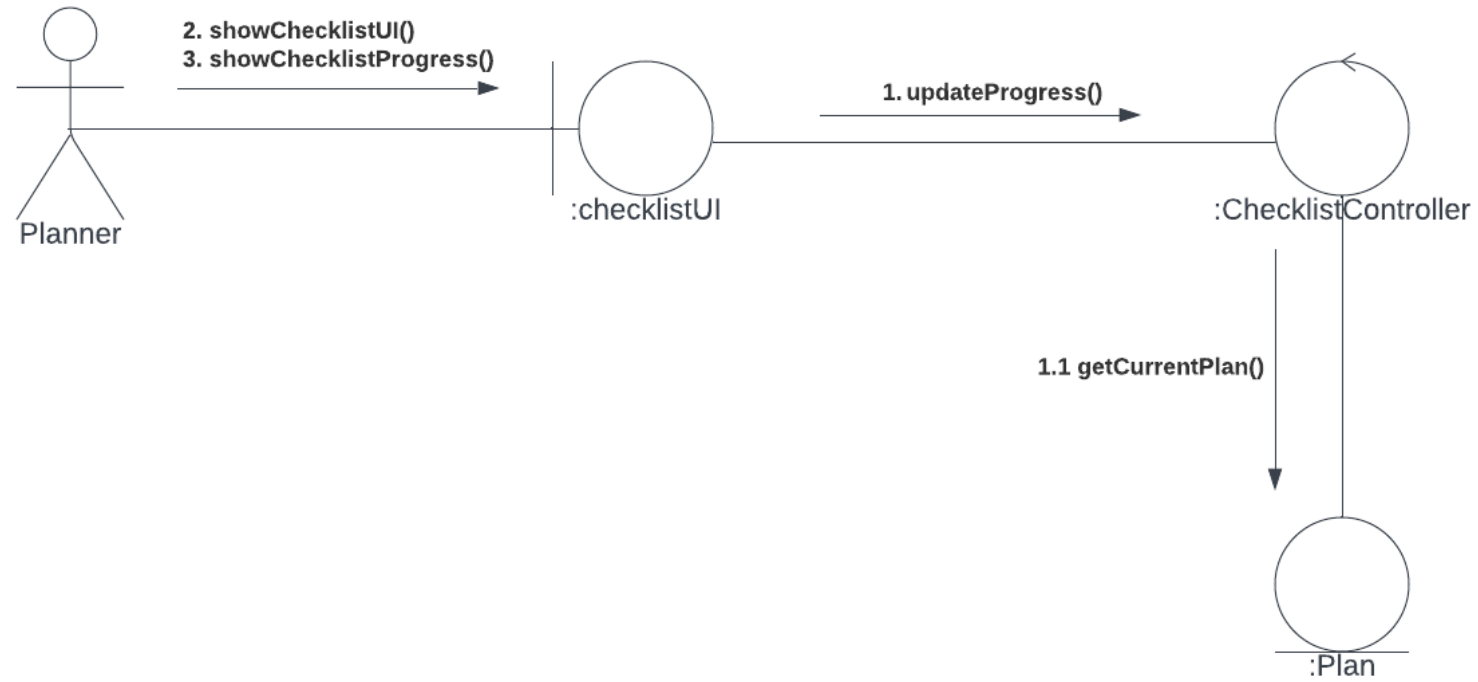 2. showChecklistUI()
3. showChecklistProgress()
1. updateProgress()
Planner
:checklistUI
:ChecklistController
1.1 getCurrentPlan()
:Plan